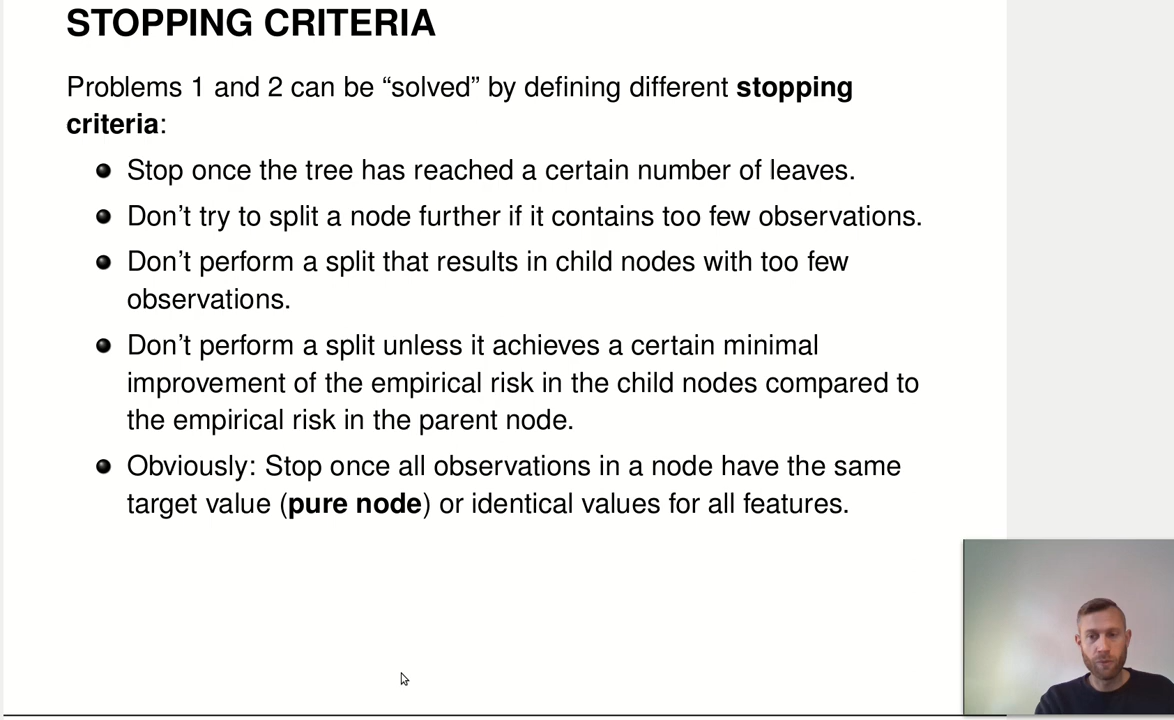 STOPPING CRITERIA
Problems 1 and 2 can be “solved” by defining different stopping
criteria:
Stop once the tree has reached a certain number of leaves.
Don’t try to split a node further if it contains too few observations.
Don’t perform a split that results in child nodes with too few
observations.
Don’t perform a split unless it achieves a certain minimal
improvement of the empirical risk in the child nodes compared to
the empirical risk in the parent node.
Obviously: Stop once all observations in a node have the same
target value (pure node) or identical values for all features.